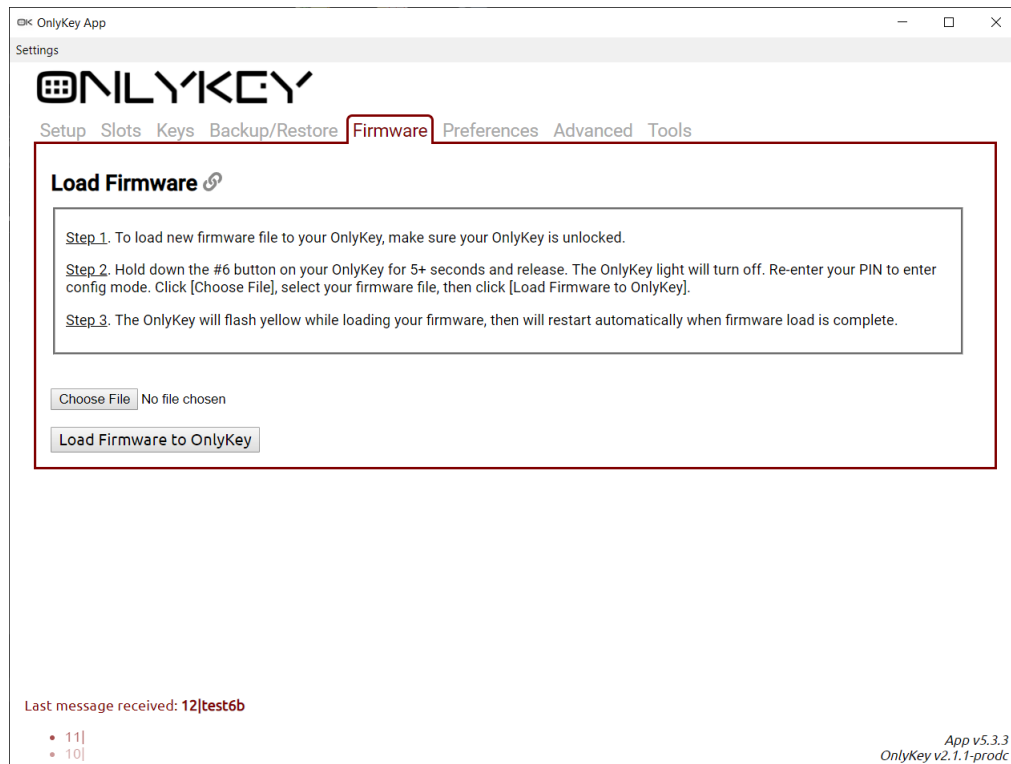 OnlyKey App
Settings
ONLYKEY
Setup Slots Keys Backup/Restore Firmware Preferences Advanced Tools
Load Firmware
Step 1. To load new firmware file to your OnlyKey, make sure your OnlyKey is unlocked.
Step 2. Hold down the #6 button on your OnlyKey for 5+ seconds and release. The OnlyKey light will turn off. Re-enter your PIN to enter
config mode. Click [Choose File], select your firmware file, then click [Load Firmware to OnlyKey].
Step 3. The OnlyKey will flash yellow while loading your firmware, then will restart automatically when firmware load is complete.
Choose File No file chosen
Load Firmware to OnlyKey
Last message received: 12|test6b
• 11|
• 10|
App v5.3.3
OnlyKey v2.1.1-prodc